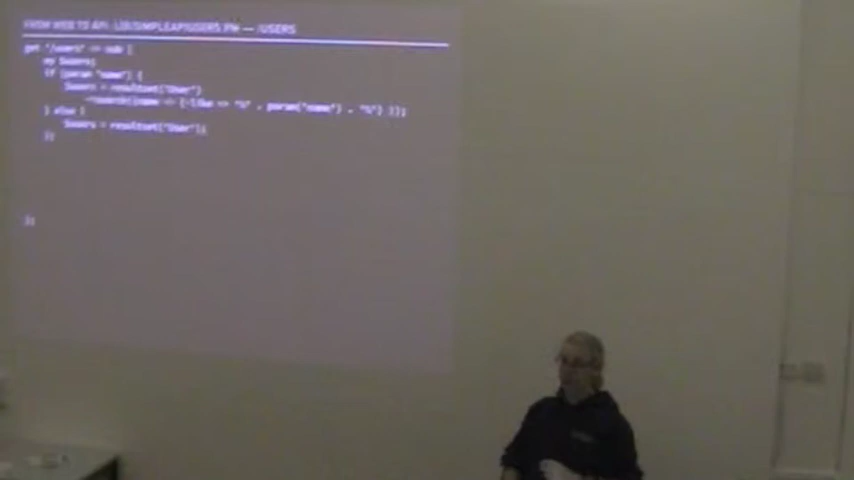 FROM WEB TO API: LIB/SIMPLEAPI/USERS.PM — /USERS
get '/users' => sub {
my $users;
if (param "name") {
$users = resultset("User")
->search({name => {-like => "%" . param("name") . "%"} });
} else {
$users = resultset("User");
};